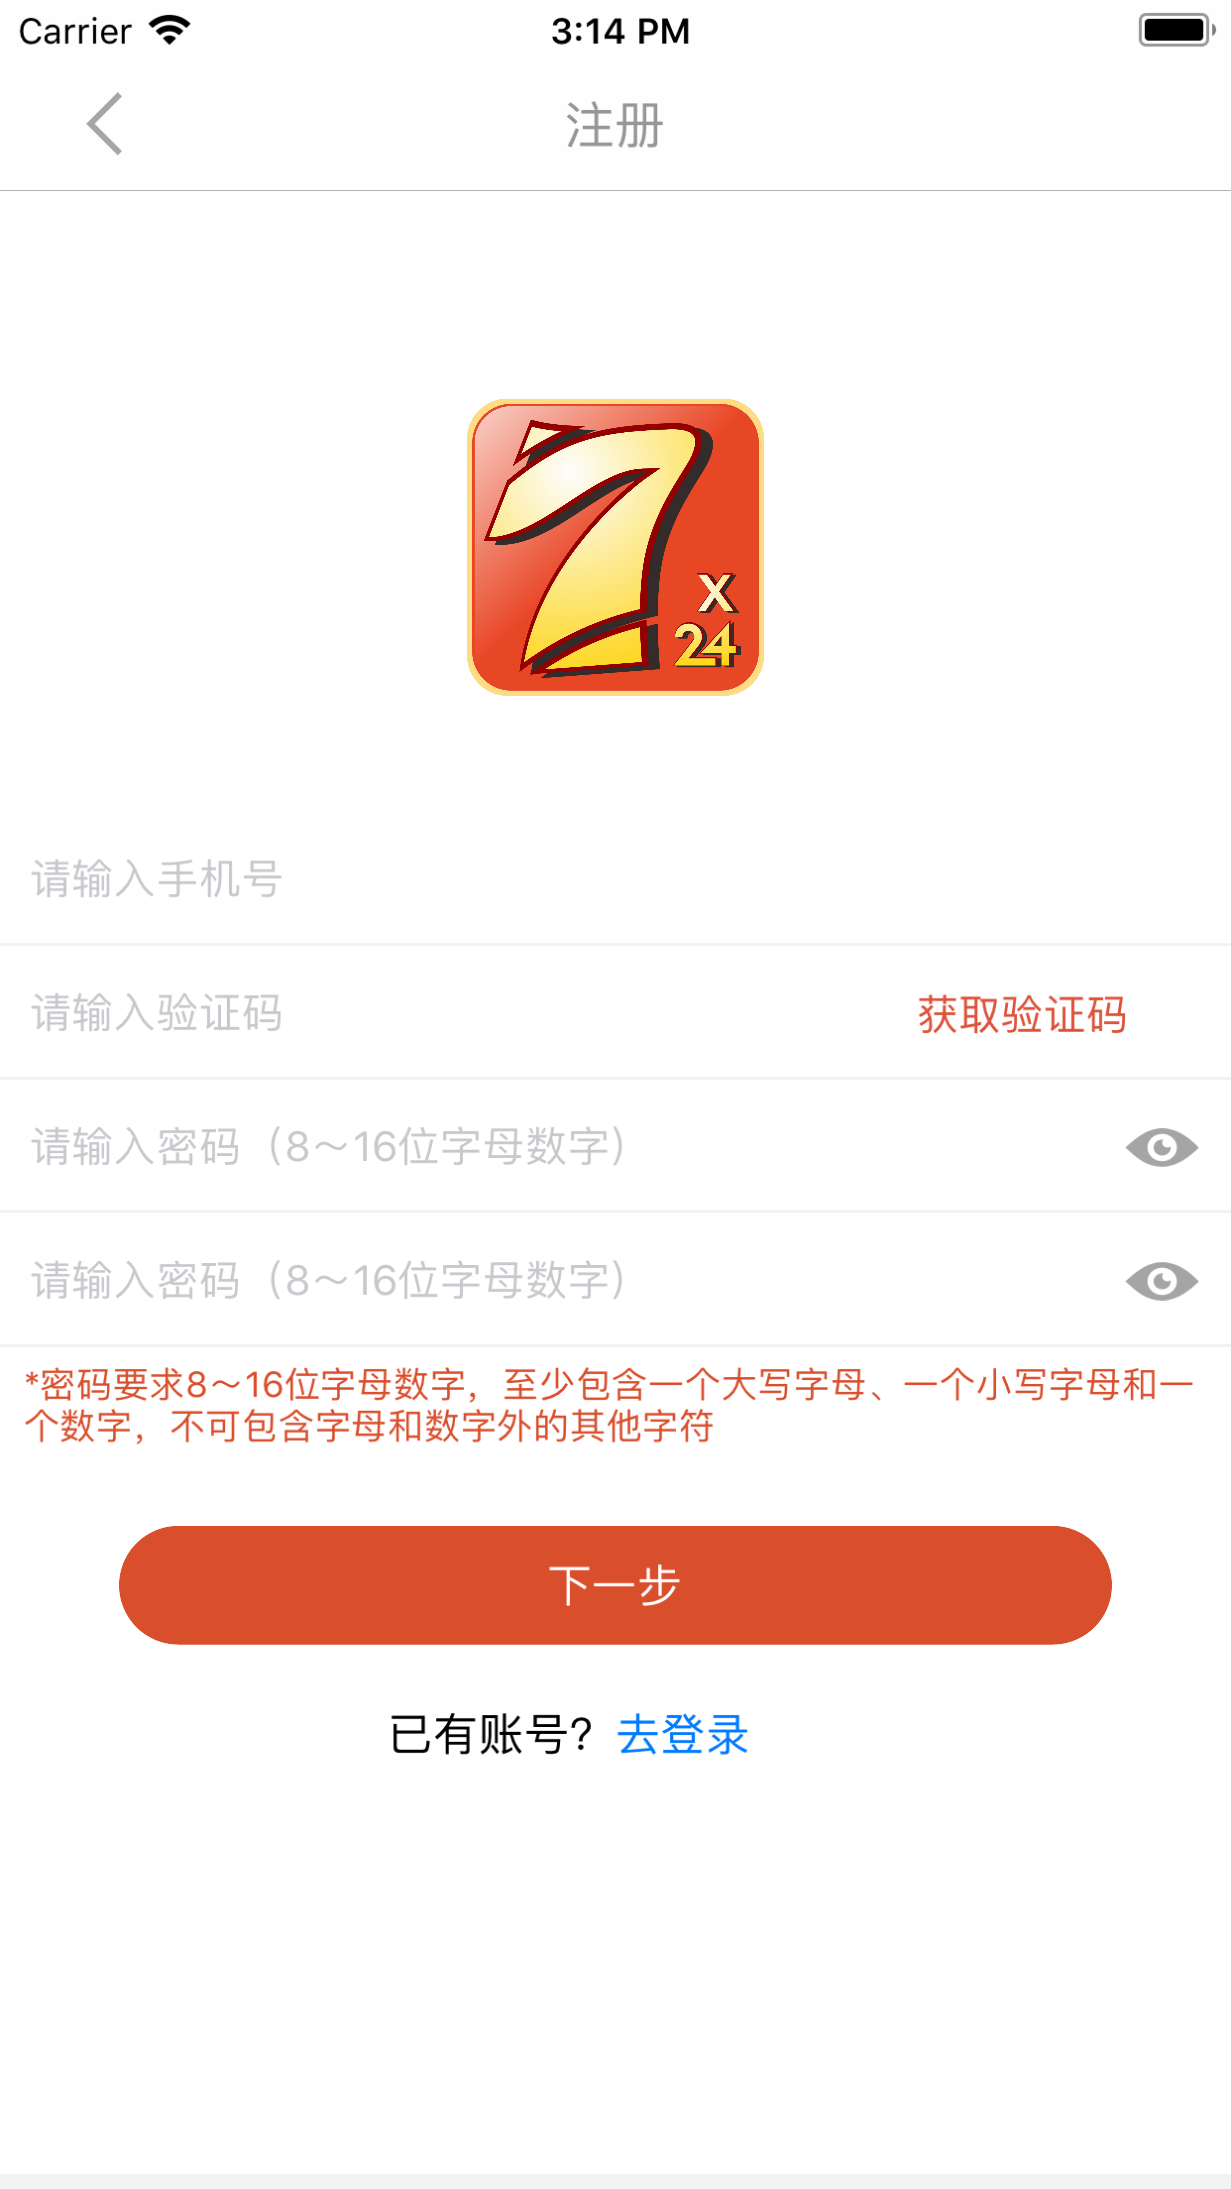 Carrier 3:14 PM
注册
7
X
24
请输入手机号
请输入验证码 获取验证码
请输入密码（8～16位字母数字）
请输入密码（8～16位字母数字）
*密码要求8～16位字母数字，至少包含一个大写字母、一个小写字母和一
个数字，不可包含字母和数字外的其他字符
下一步
已有账号？去登录